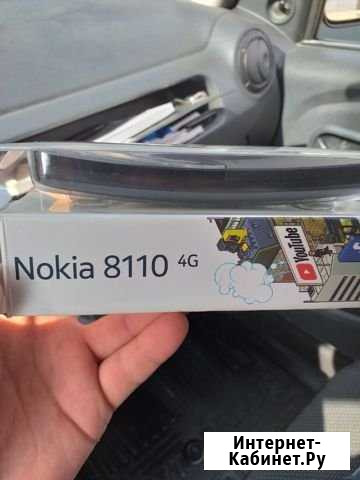 Nokia 8110 4G
YouTube
Интернет-
Кабинет.Ру